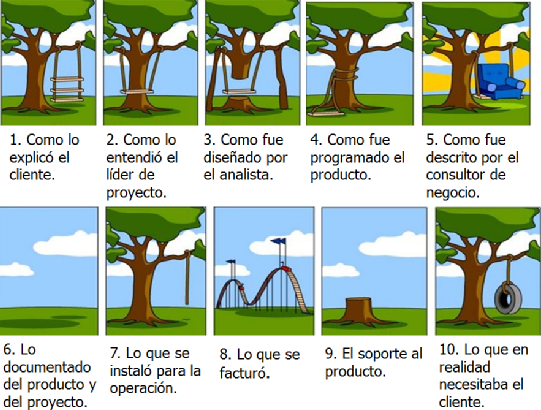 1. Como lo
explicó el
cliente.
2. Como lo
entendió el
líder de
proyecto.
3. Como fue
diseñado por
el analista.
4. Como fue
programado el
producto.
5. Como fue
descrito por el
consultor de
negocio.
6. Lo
documentado
del producto y
del proyecto.
7. Lo que se
instaló para la
operación.
8. Lo que se
facturó.
9. El soporte al
producto.
10. Lo que en
realidad
necesitaba el
cliente.